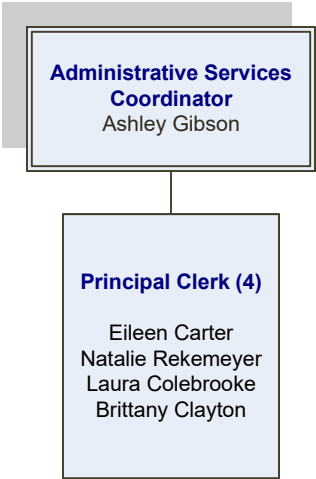 Administrative Services
Coordinator
Ashley Gibson
Principal Clerk (4)
Eileen Carter
Natalie Rekemeyer
Laura Colebrooke
Brittany Clayton